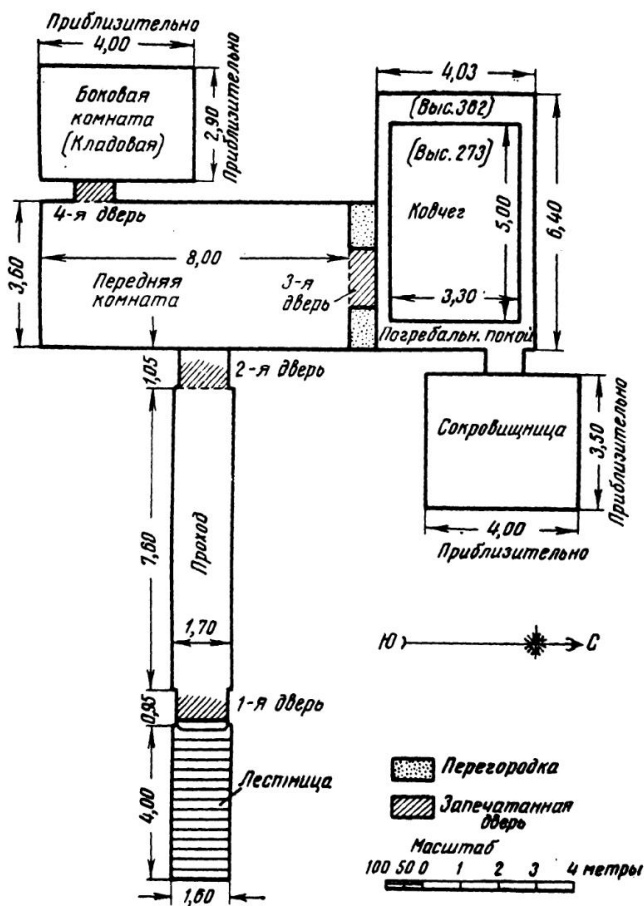 Приблизительно
4,00
Боковая
комната
(Кладовая)
2,90
Приблизительно
4-я дверь
4,03
(Выс. 382)
(Выс. 273)
Ковчег
5,00
6,40
3,30
Погребальн. покой
3,60
8,00
Передняя
комната
3-я
дверь
1,05
2-я дверь
Сокровищница
3,50
Приблизительно
4,00
Приблизительно
7,60
Проход
1,70
Ю
С
0,95
1-я дверь
4,00
Лестница
1,60
Перегородка
Запечатанная
дверь
Масштаб
100 50 0 1 2 3 4 метры